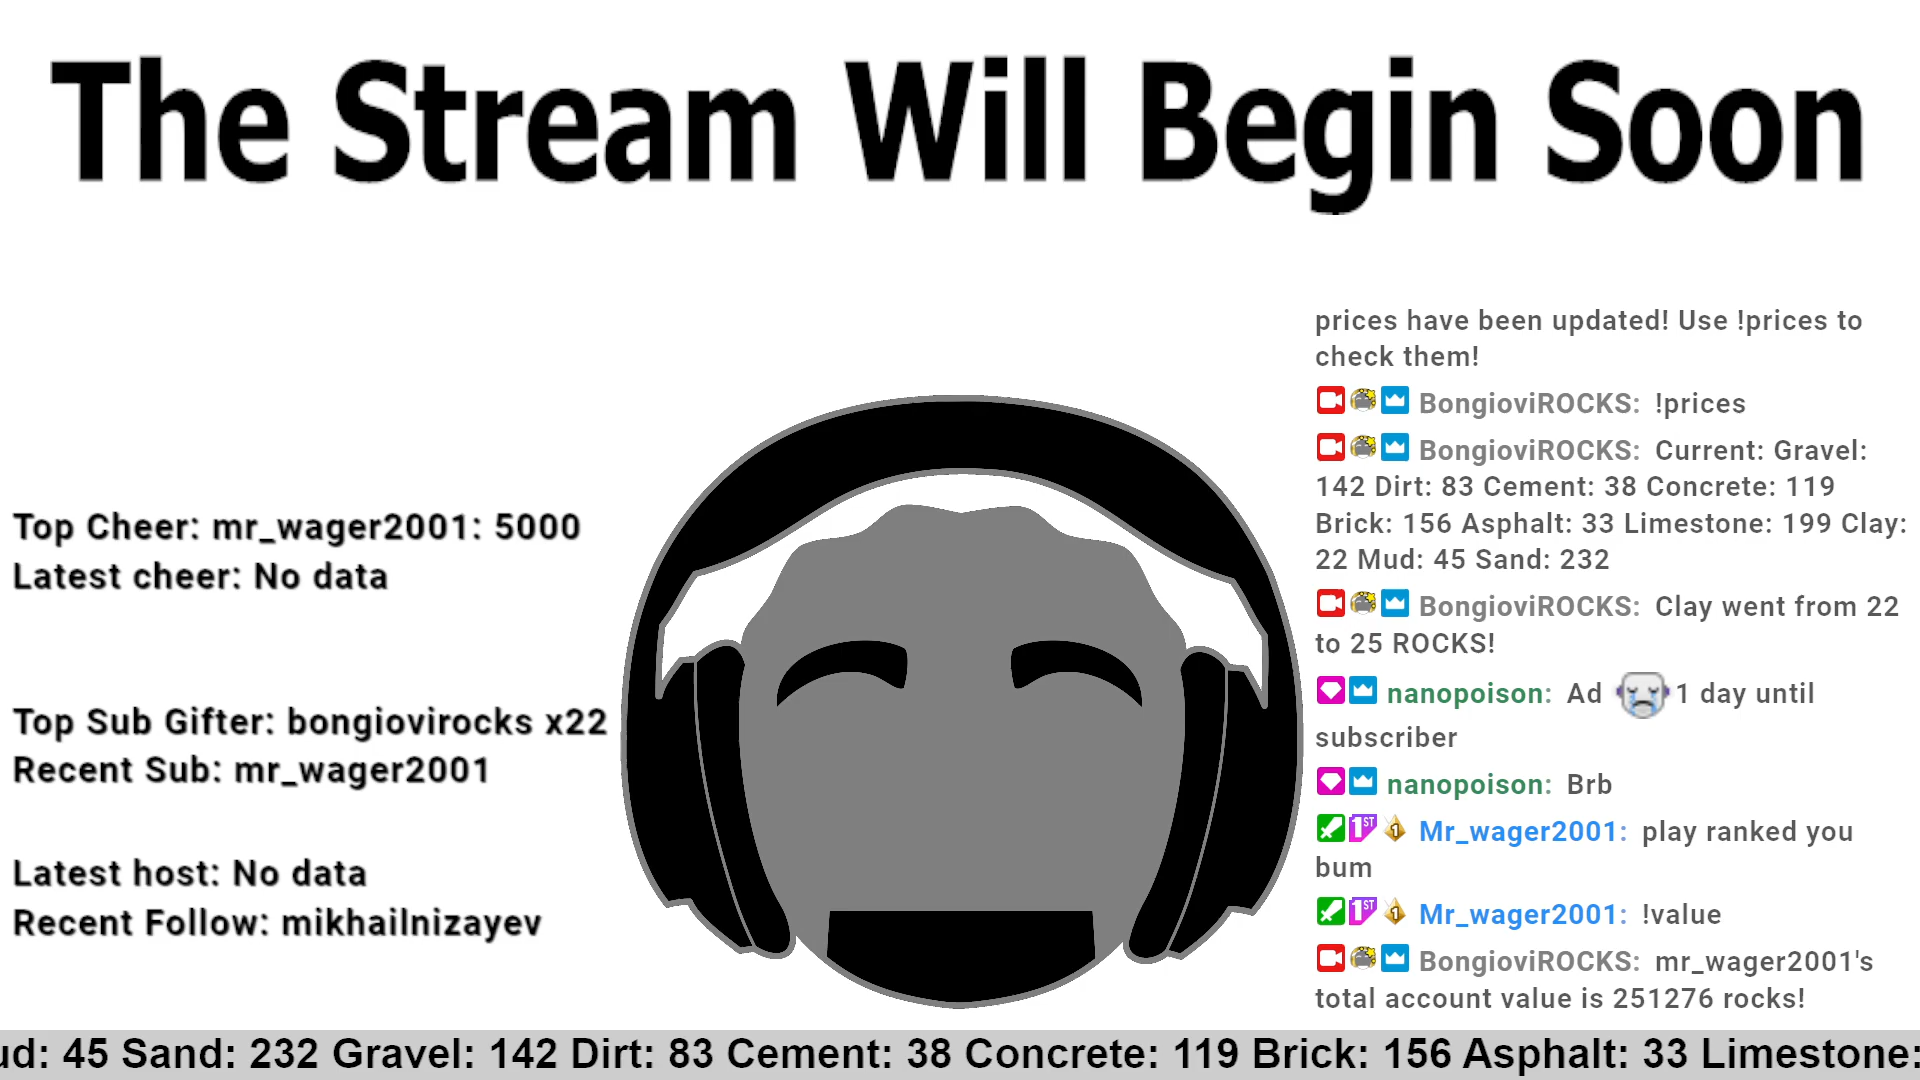 The Stream Will Begin Soon
Top Cheer: mr_wager2001: 5000
Latest cheer: No data
Top Sub Gifter: bongiovirocks x22
Recent Sub: mr_wager2001
Latest host: No data
Recent Follow: mikhailnizayev
prices have been updated! Use !prices to
check them!
BongioviROCKS: !prices
BongioviROCKS: Current: Gravel:
142 Dirt: 83 Cement: 38 Concrete: 119
Brick: 156 Asphalt: 33 Limestone: 199 Clay:
22 Mud: 45 Sand: 232
BongioviROCKS: Clay went from 22
to 25 ROCKS!
nanopoison: Ad 1 day until
subscriber
nanopoison: Brb
1ST 1 Mr_wager2001: play ranked you
bum
1ST 1 Mr_wager2001: !value
BongioviROCKS: mr_wager2001's
total account value is 251276 rocks!
ud: 45 Sand: 232 Gravel: 142 Dirt: 83 Cement: 38 Concrete: 119 Brick: 156 Asphalt: 33 Limestone: